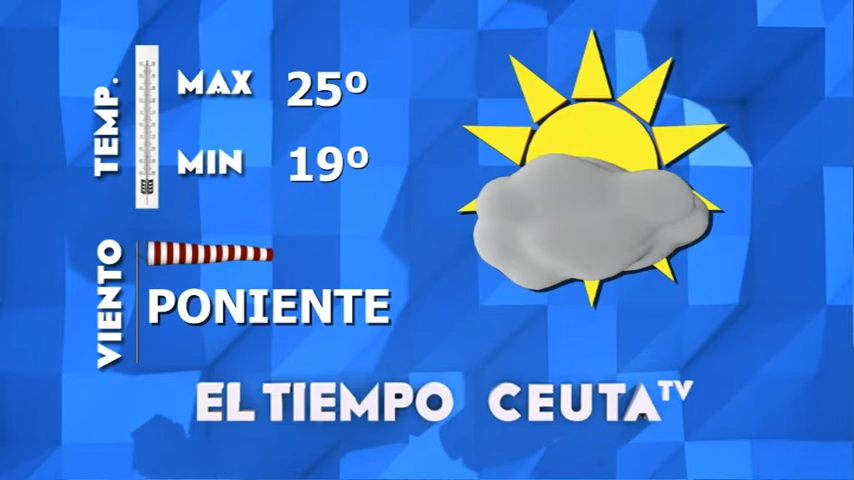 TEMP.
MAX 25º
MIN 19º
VIENTO
PONIENTE
EL TIEMPO CEUTA TV